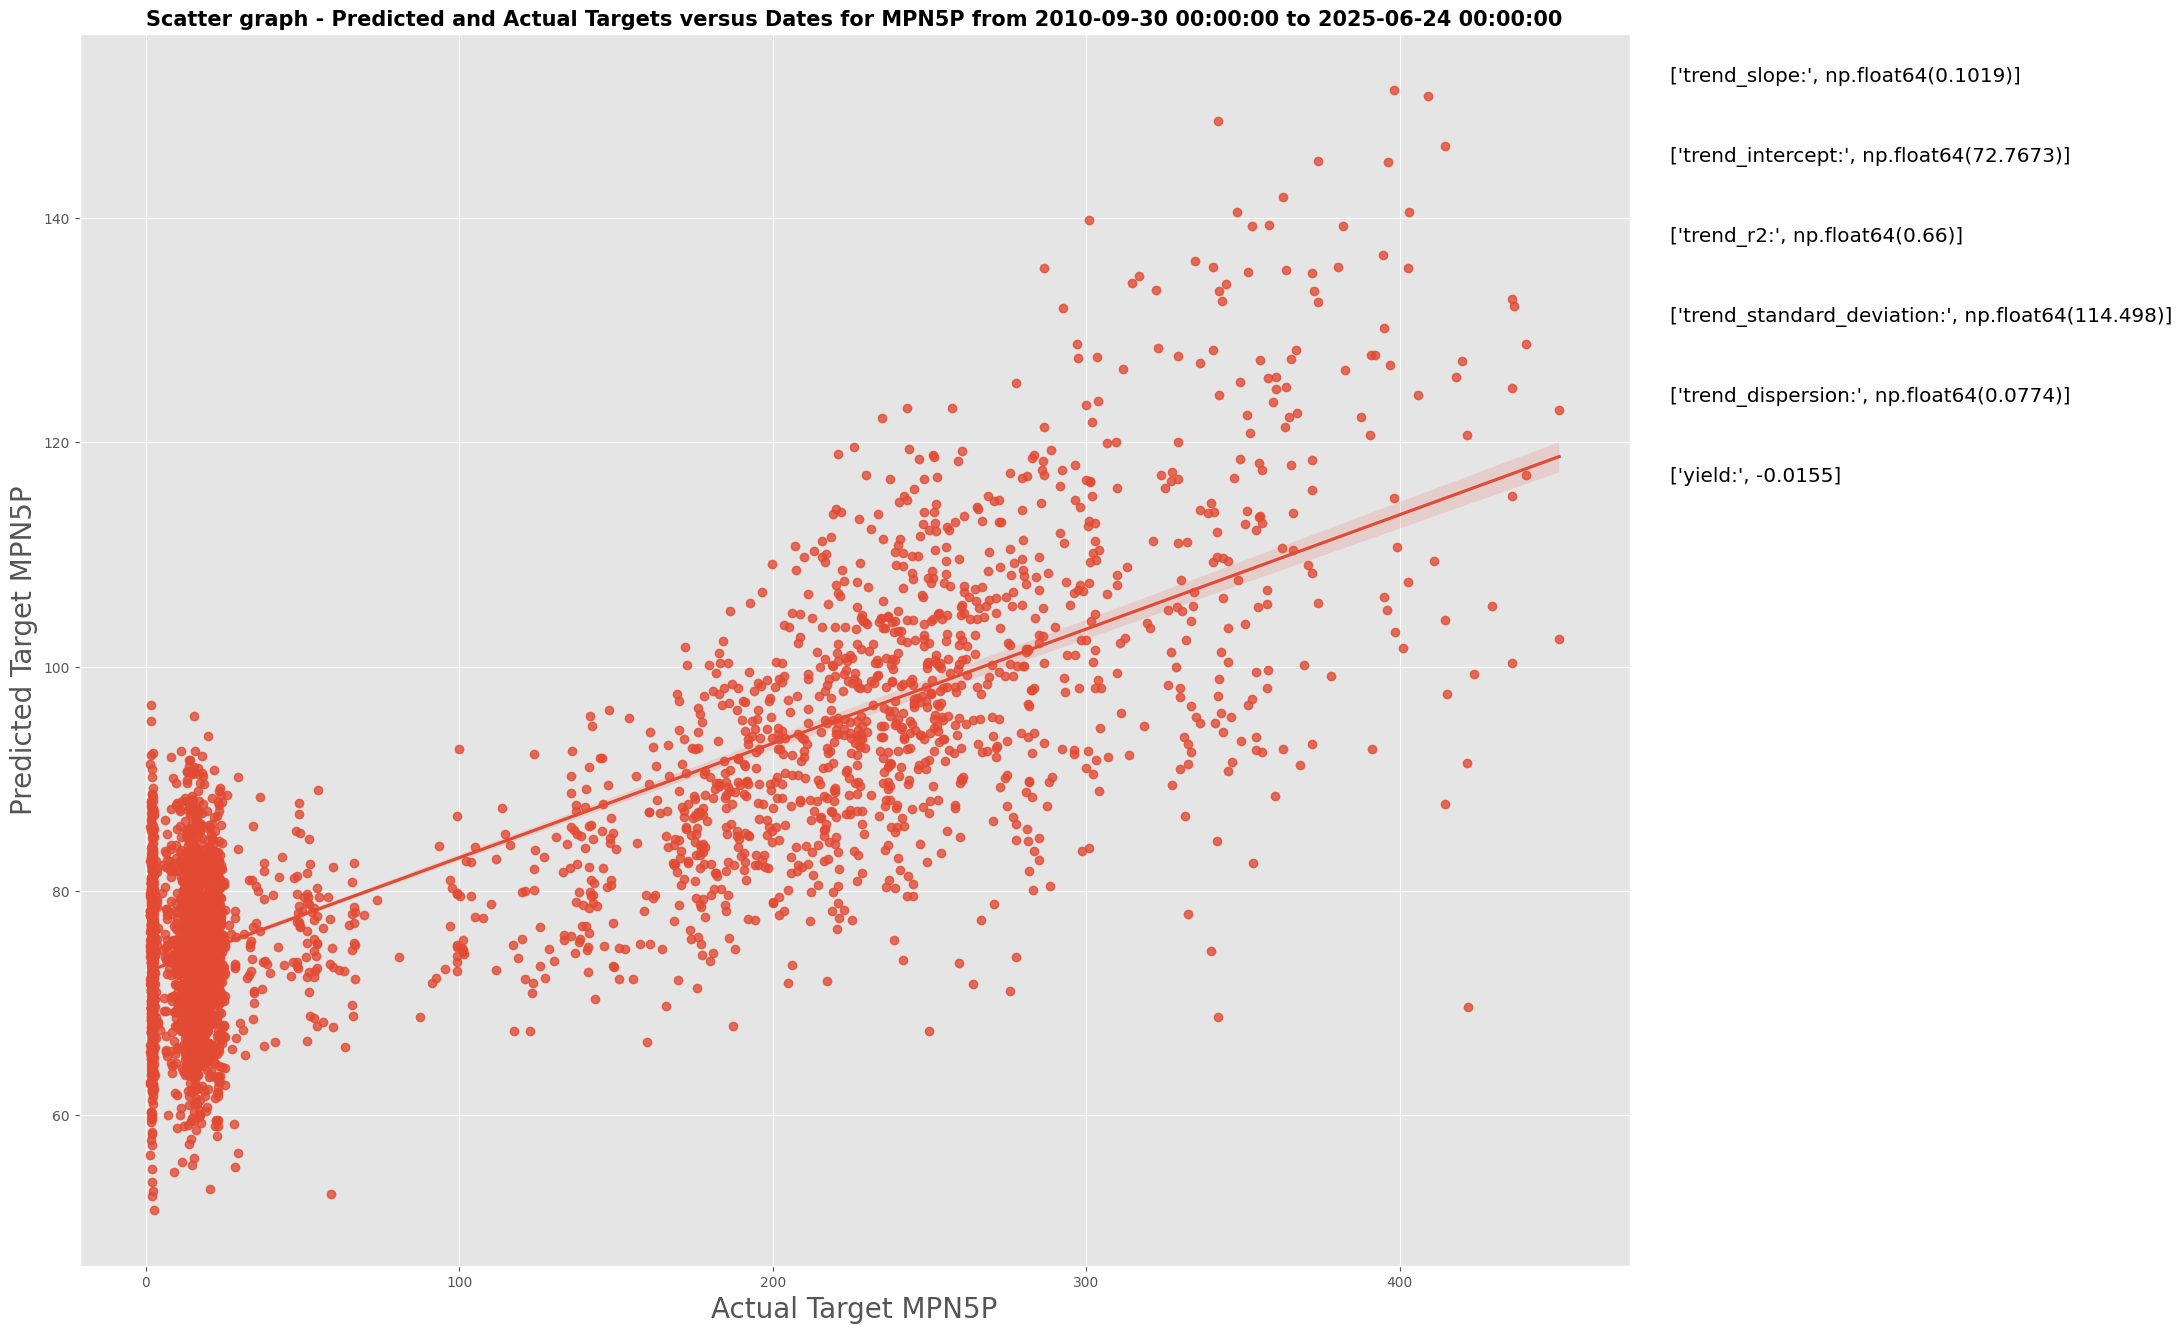 Scatter graph - Predicted and Actual Targets versus Dates for MPN5P from 2010-09-30 00:00:00 to 2025-06-24 00:00:00
['trend_slope:', np.float64(0.1019)]
['trend_intercept:', np.float64(72.7673)]
['trend_r2:', np.float64(0.66)]
['trend_standard_deviation:', np.float64(114.498)]
['trend_dispersion:', np.float64(0.0774)]
['yield:', -0.0155]
Predicted Target MPN5P
140
120
100
80
60
0 100 200 300 400
Actual Target MPN5P